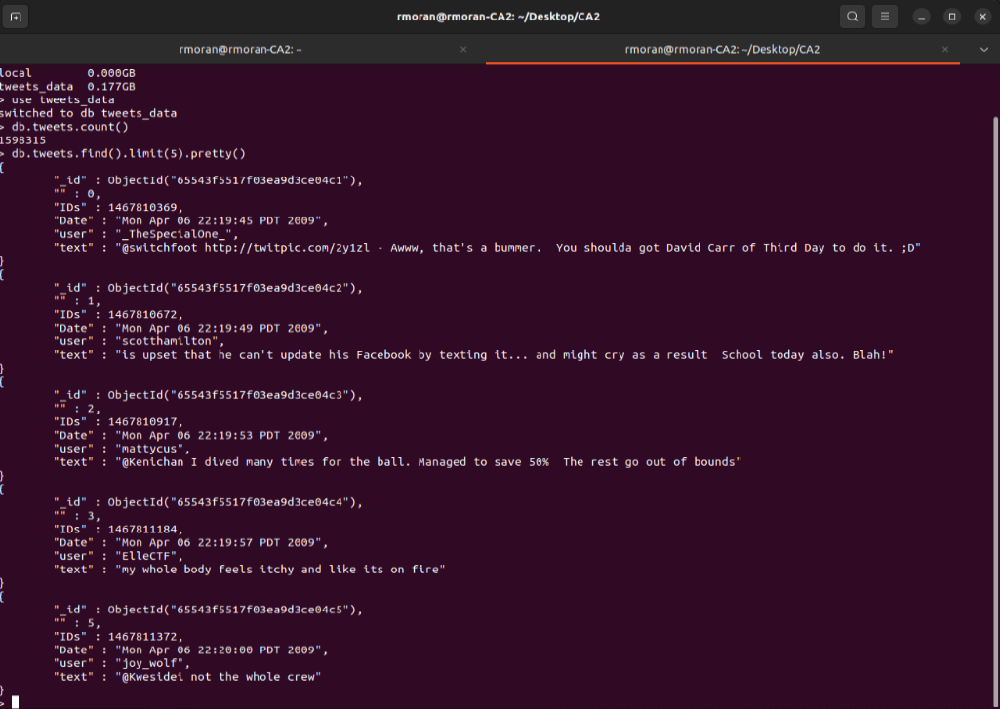 rmoran@rmoran-CA2: ~/Desktop/CA2
rmoran@rmoran-CA2: ~
rmoran@rmoran-CA2: ~/Desktop/CA2
local 0.000GB
tweets_data 0.177GB
> use tweets_data
switched to db tweets_data
> db.tweets.count()
1598315
> db.tweets.find().limit(5).pretty()
{
"_id" : ObjectId("65543f5517f03ea9d3ce04c1"),
"" : 0,
"IDs" : 1467810369,
"Date" : "Mon Apr 06 22:19:45 PDT 2009",
"user" : "_TheSpecialOne_",
"text" : "@switchfoot http://twitpic.com/2y1zl - Awww, that's a bummer.  You shoulda got David Carr of Third Day to do it. ;D"
}
{
"_id" : ObjectId("65543f5517f03ea9d3ce04c2"),
"" : 1,
"IDs" : 1467810672,
"Date" : "Mon Apr 06 22:19:49 PDT 2009",
"user" : "scotthamilton",
"text" : "is upset that he can't update his Facebook by texting it... and might cry as a result  School today also. Blah!"
}
{
"_id" : ObjectId("65543f5517f03ea9d3ce04c3"),
"" : 2,
"IDs" : 1467810917,
"Date" : "Mon Apr 06 22:19:53 PDT 2009",
"user" : "mattycus",
"text" : "@Kenichan I dived many times for the ball. Managed to save 50%  The rest go out of bounds"
}
{
"_id" : ObjectId("65543f5517f03ea9d3ce04c4"),
"" : 3,
"IDs" : 1467811184,
"Date" : "Mon Apr 06 22:19:57 PDT 2009",
"user" : "ElleCTF",
"text" : "my whole body feels itchy and like its on fire"
}
{
"_id" : ObjectId("65543f5517f03ea9d3ce04c5"),
"" : 5,
"IDs" : 1467811372,
"Date" : "Mon Apr 06 22:20:00 PDT 2009",
"user" : "joy_wolf",
"text" : "@Kwesidei not the whole crew"
}
>